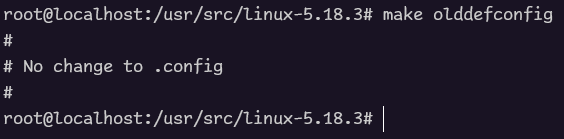 root@localhost:/usr/src/linux-5.18.3# make olddefconfig
#
# No change to .config
#
root@localhost:/usr/src/linux-5.18.3#